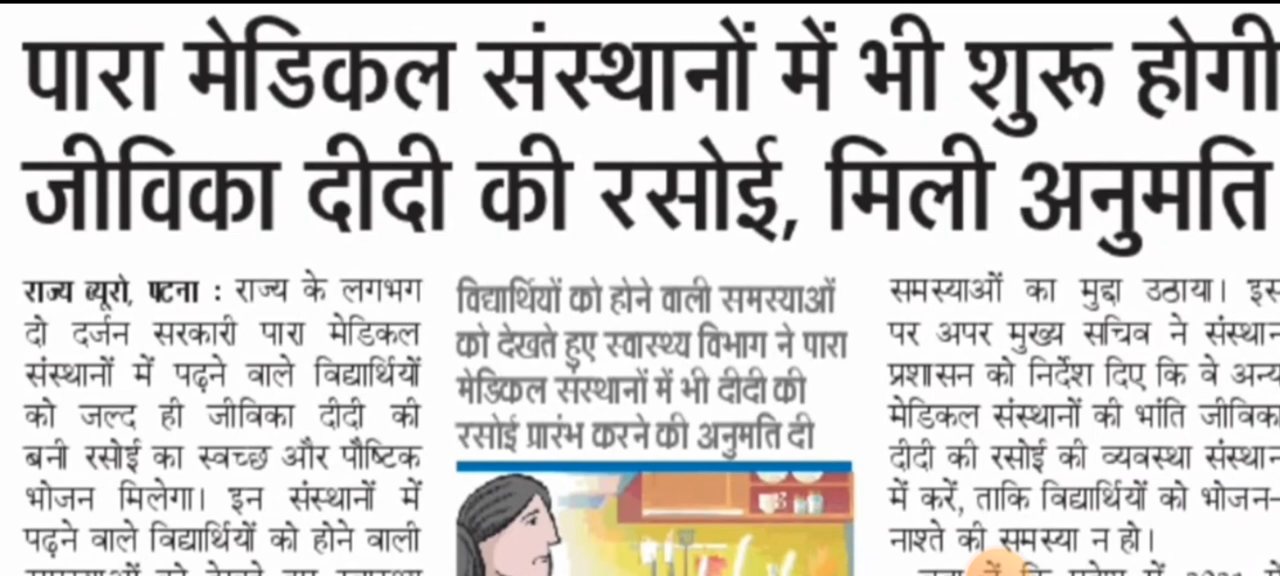 पारा मेडिकल संस्थानों में भी शुरू होगी
जीविका दीदी की रसोई, मिली अनुमति
राज्य ब्यूरो, पटना : राज्य के लगभग
दो दर्जन सरकारी पारा मेडिकल
संस्थानों में पढ़ने वाले विद्यार्थियों
को जल्द ही जीविका दीदी की
बनी रसोई का स्वच्छ और पौष्टिक
भोजन मिलेगा। इन संस्थानों में
पढ़ने वाले विद्यार्थियों को होने वाली
विद्यार्थियों को होने वाली समस्याओं
को देखते हुए स्वास्थ्य विभाग ने पारा
मेडिकल संस्थानों में भी दीदी की
रसोई प्रारंभ करने की अनुमति दी
समस्याओं का मुद्दा उठाया। इस
पर अपर मुख्य सचिव ने संस्थान
प्रशासन को निर्देश दिए कि वे अन्य
मेडिकल संस्थानों की भांति जीविका
दीदी की रसोई की व्यवस्था संस्थान
में करें, ताकि विद्यार्थियों को भोजन-
नाश्ते की समस्या न हो।